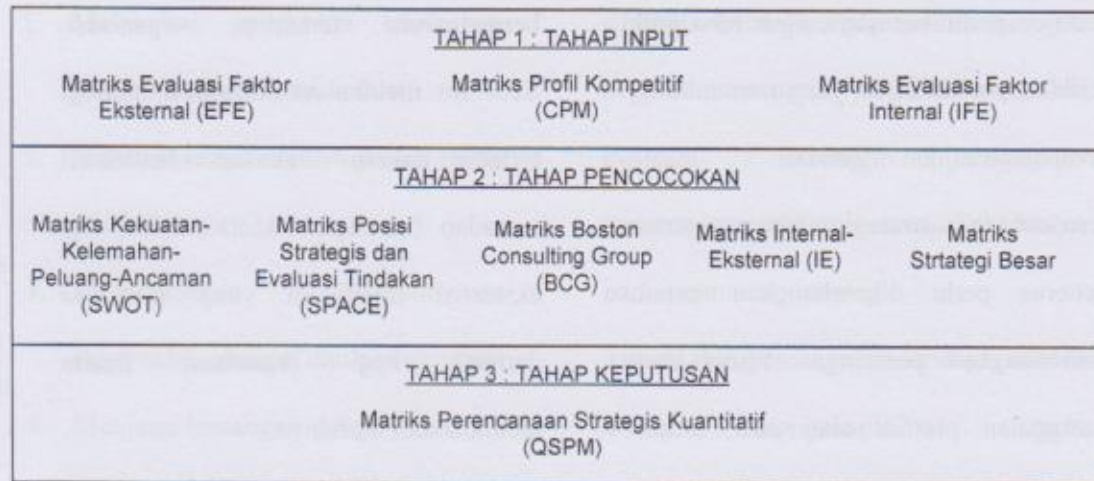 TAHAP 1 : TAHAP INPUT
Matriks Evaluasi Faktor
Eksternal (EFE)
Matriks Profil Kompetitif
(CPM)
Matriks Evaluasi Faktor
Internal (IFE)
TAHAP 2 : TAHAP PENCOCOKAN
Matriks Kekuatan-
Kelemahan-
Peluang-Ancaman
(SWOT)
Matriks Posisi
Strategis dan
Evaluasi Tindakan
(SPACE)
Matriks Boston
Consulting Group
(BCG)
Matriks Internal-
Eksternal (IE)
Matriks
Strtategi Besar
TAHAP 3 : TAHAP KEPUTUSAN
Matriks Perencanaan Strategis Kuantitatif
(QSPM)